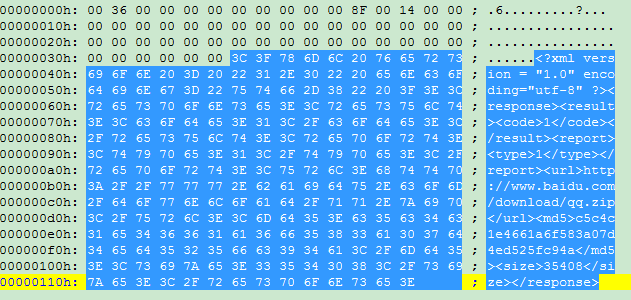 00000000h: 00 36 00 00 00 00 00 00 00 00 00 8F 00 14 00 00 ; .6.........?...
00000010h: 00 00 00 00 00 00 00 00 00 00 00 00 00 00 00 00 ; ................
00000020h: 00 00 00 00 00 00 00 00 00 00 00 00 00 00 00 00 ; ................
00000030h: 00 00 00 00 00 00 3C 3F 78 6D 6C 20 76 65 72 73 ; ......<?xml vers
00000040h: 69 6F 6E 20 3D 20 22 31 2E 30 22 20 65 6E 63 6F ; ion = "1.0" enco
00000050h: 64 69 6E 67 3D 22 75 74 66 2D 38 22 20 3F 3E 3C ; ding="utf-8" ?><
00000060h: 72 65 73 70 6F 6E 73 65 3E 3C 72 65 73 75 6C 74 ; response><result
00000070h: 3E 3C 63 6F 64 65 3E 31 3C 2F 63 6F 64 65 3E 3C ; ><code>1</code><
00000080h: 2F 72 65 73 75 6C 74 3E 3C 72 65 70 6F 72 74 3E ; /result><report>
00000090h: 3C 74 79 70 65 3E 31 3C 2F 74 79 70 65 3E 3C 2F ; <type>1</type></
000000a0h: 72 65 70 6F 72 74 3E 3C 75 72 6C 3E 68 74 74 70 ; report><url>http
000000b0h: 3A 2F 2F 77 77 77 2E 62 61 69 64 75 2E 63 6F 6D ; ://www.baidu.com
000000c0h: 2F 64 6F 77 6E 6C 6F 61 64 2F 71 71 2E 7A 69 70 ; /download/qq.zip
000000d0h: 3C 2F 75 72 6C 3E 3C 6D 64 35 3E 63 35 63 34 63 ; </url><md5>c5c4c
000000e0h: 31 65 34 36 36 31 61 36 66 35 38 33 61 30 37 64 ; 1e4661a6f583a07d
000000f0h: 34 65 64 35 32 35 66 63 39 34 61 3C 2F 6D 64 35 ; 4ed525fc94a</md5
00000100h: 3E 3C 73 69 7A 65 3E 33 35 34 30 38 3C 2F 73 69 ; ><size>35408</si
00000110h: 7A 65 3E 3C 2F 72 65 73 70 6F 6E 73 65 3E ; ze></response>